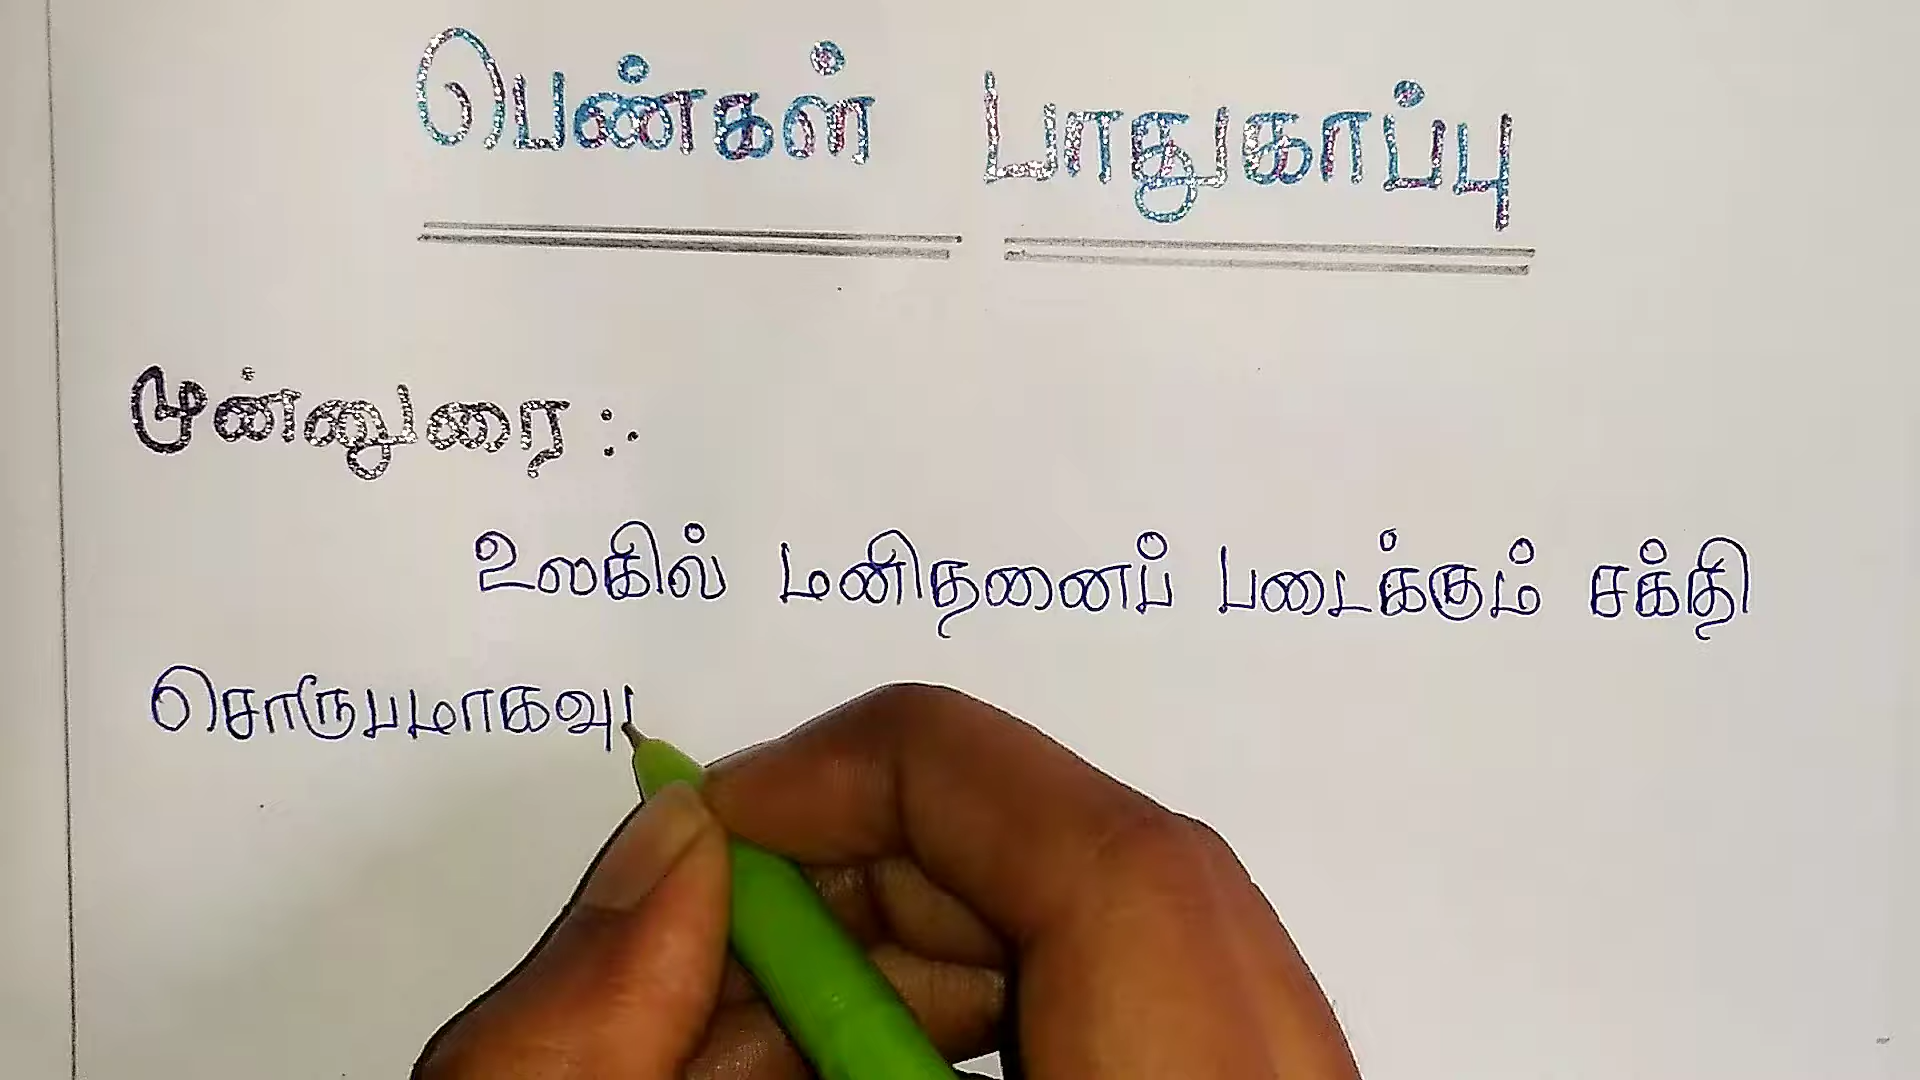 பெண்கள் பாதுகாப்பு
முன்னுரை :-
உலகில் மனிதனைப் படைக்கும் சக்தி
சொருபமாகவு